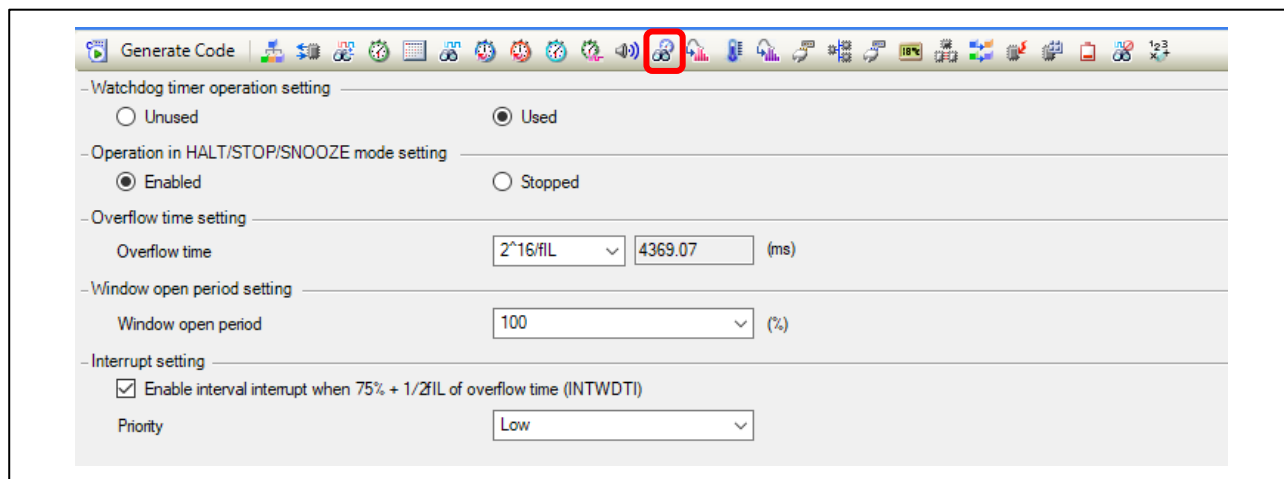 Generate Code 18% 123
Watchdog timer operation setting
Unused Used
Operation in HALT/STOP/SNOOZE mode setting
Enabled Stopped
Overflow time setting
Overflow time 2^16/fIL 4369.07 (ms)
Window open period setting
Window open period 100 (%)
Interrupt setting
Enable interval interrupt when 75% + 1/2fIL of overflow time (INTWDTI)
Priority Low